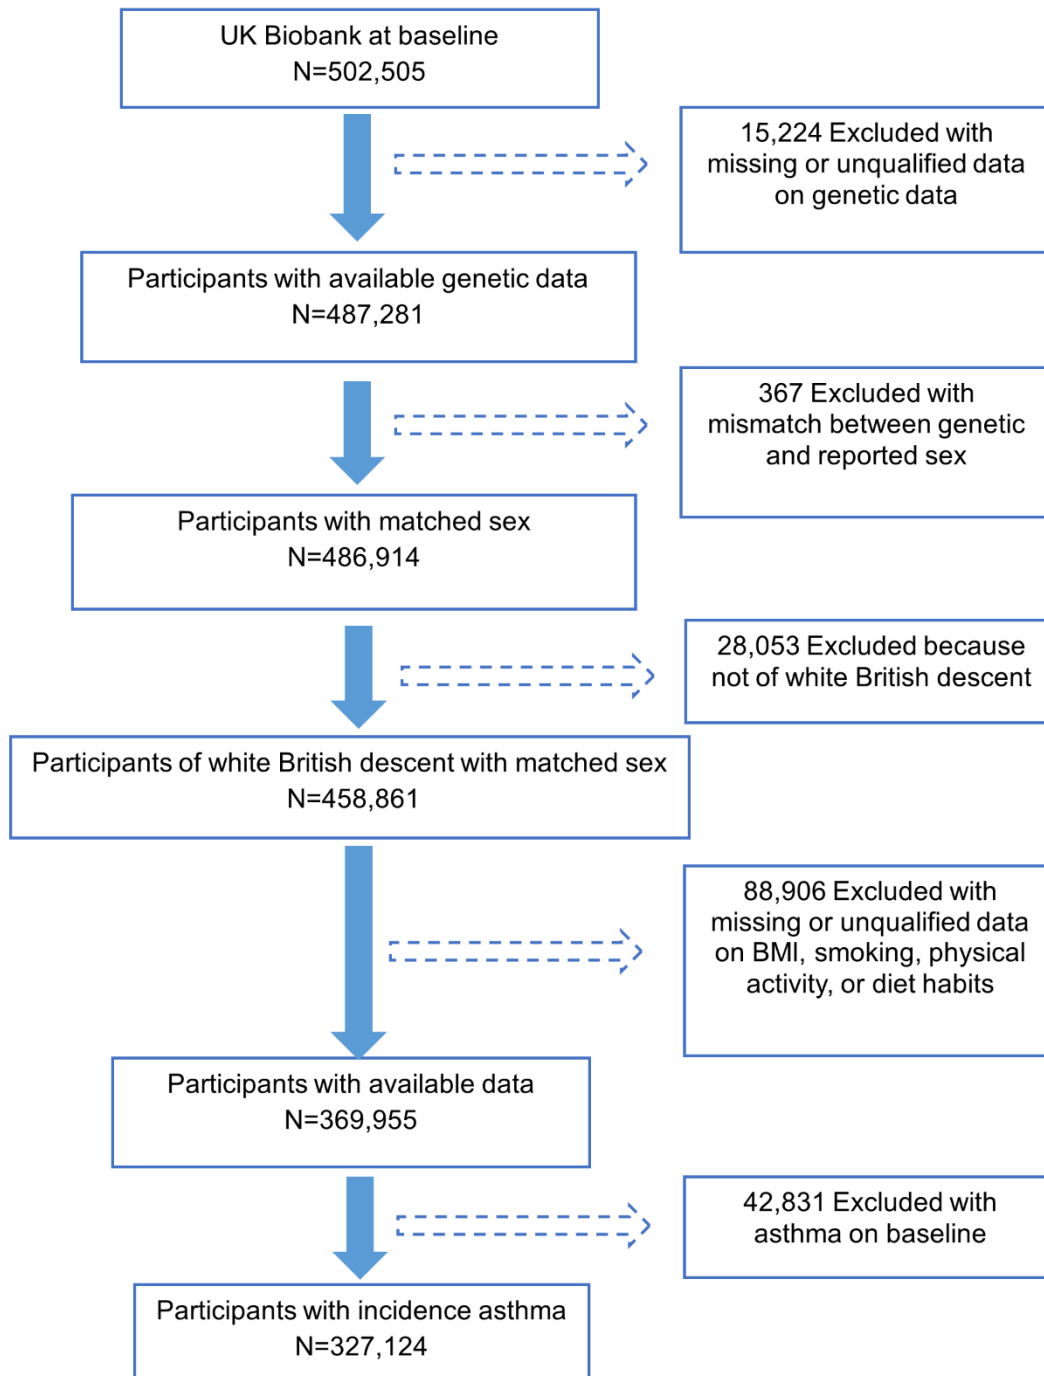 UK Biobank at baseline
N=502,505
15,224 Excluded with
missing or unqualified data
on genetic data
Participants with available genetic data
N=487,281
367 Excluded with
mismatch between genetic
and reported sex
Participants with matched sex
N=486,914
28,053 Excluded because
not of white British descent
Participants of white British descent with matched sex
N=458,861
88,906 Excluded with
missing or unqualified data
on BMI, smoking, physical
activity, or diet habits
Participants with available data
N=369,955
42,831 Excluded with
asthma on baseline
Participants with incidence asthma
N=327,124